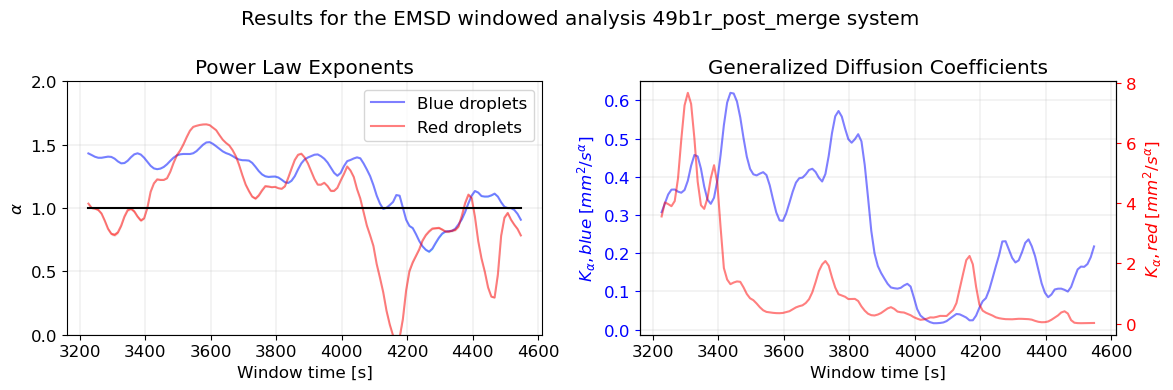 Results for the EMSD windowed analysis 49b1r_post_merge system
Power Law Exponents
2.0
1.5
1.0
0.5
0.0
α
Blue droplets
Red droplets
3200 3400 3600 3800 4000 4200 4400 4600
Window time [s]
Generalized Diffusion Coefficients
0.6
0.5
0.4
0.3
0.2
0.1
0.0
K_α, blue [mm²/s^α]
8
6
4
2
0
K_α, red [mm²/s^α]
3200 3400 3600 3800 4000 4200 4400 4600
Window time [s]